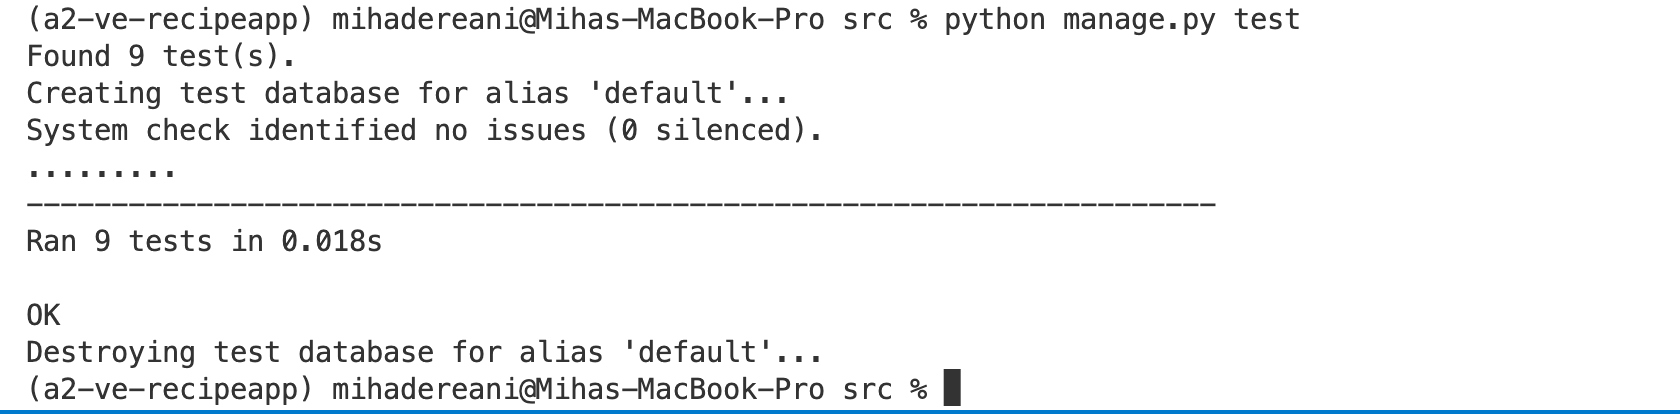 (a2-ve-recipeapp) mihadereani@Mihas-MacBook-Pro src % python manage.py test
Found 9 test(s).
Creating test database for alias 'default'...
System check identified no issues (0 silenced).
.........
----------------------------------------------------------------------
Ran 9 tests in 0.018s
OK
Destroying test database for alias 'default'...
(a2-ve-recipeapp) mihadereani@Mihas-MacBook-Pro src %